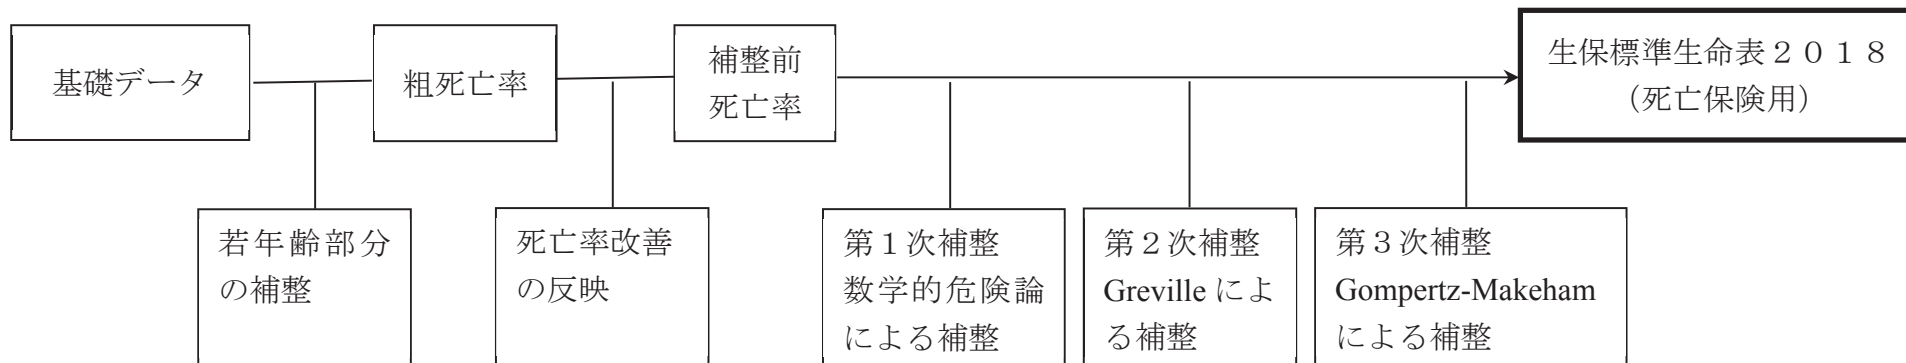 基礎データ
粗死亡率
補整前
死亡率
生保標準生命表２０１８
（死亡保険用）
若年齢部分
の補整
死亡率改善
の反映
第１次補整
数学的危険論
による補整
第２次補整
Greville によ
る補整
第３次補整
Gompertz-Makeham
による補整